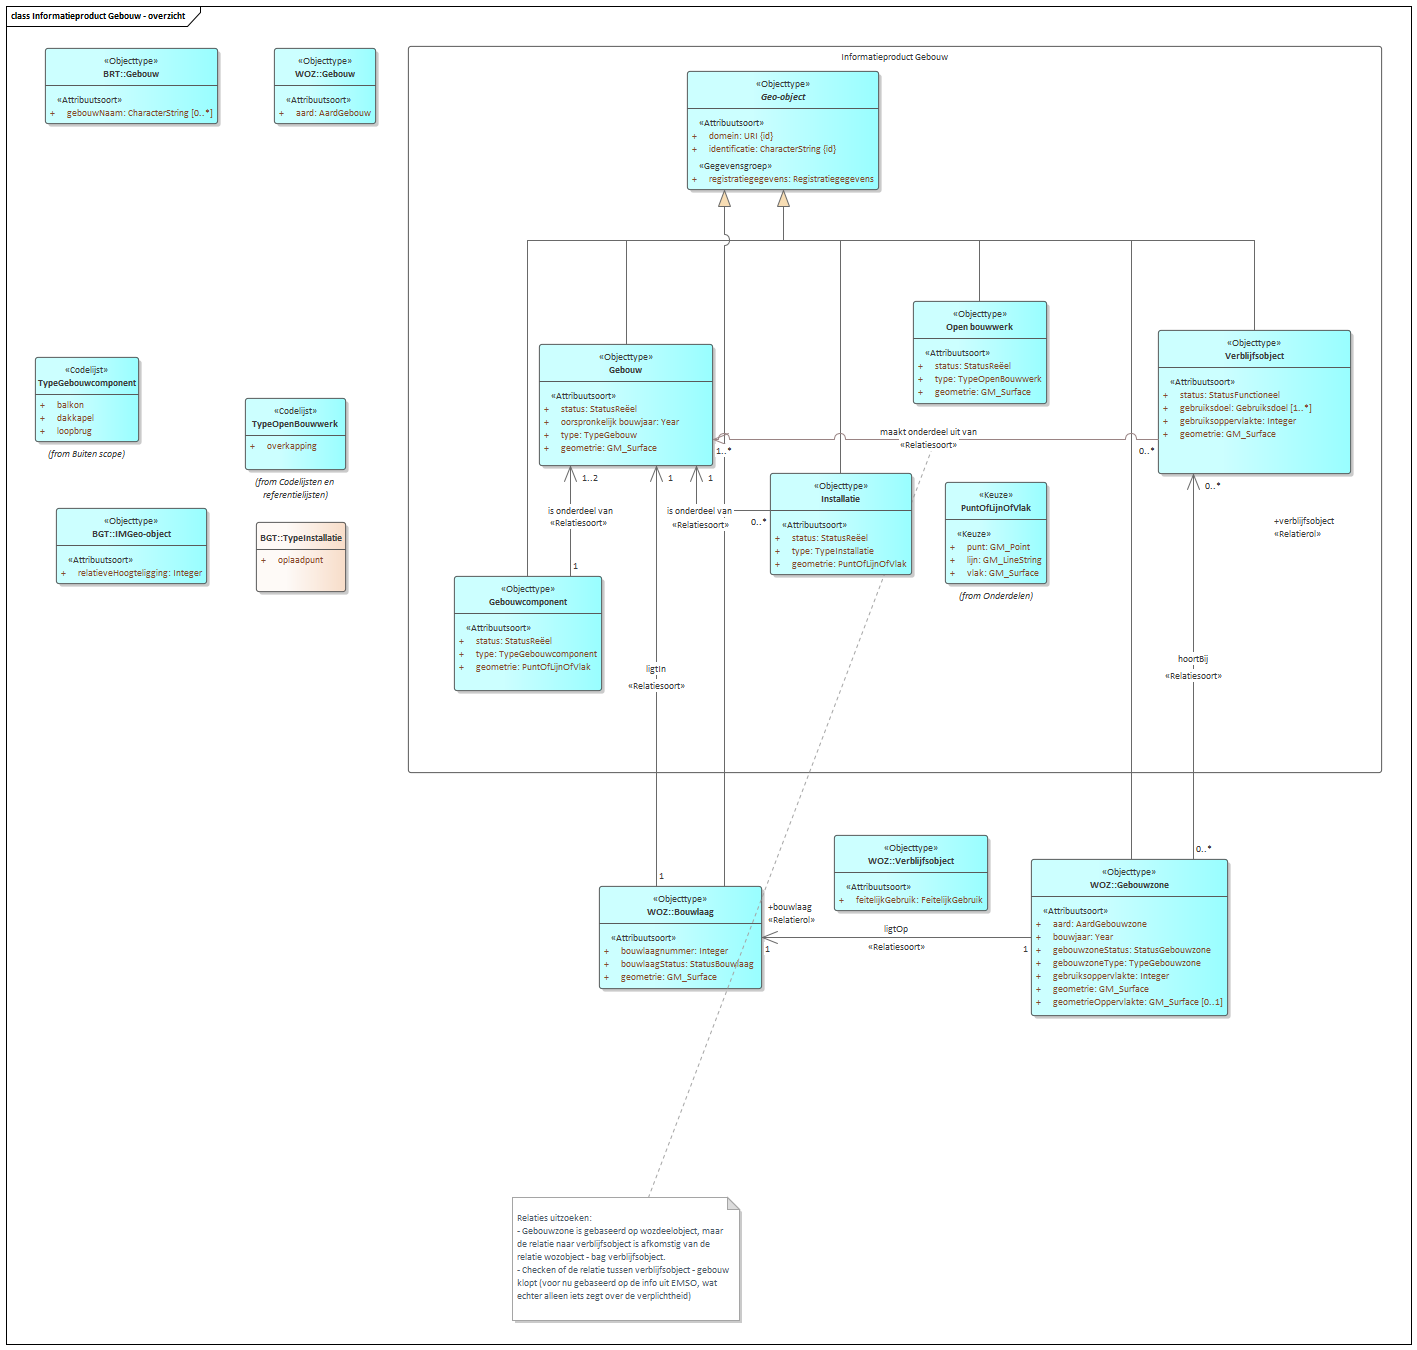 class Informatieproduct Gebouw - overzicht
«Objecttype»
BRT::Gebouw
«Attribuutsoort»
+ gebouwNaam: CharacterString [0..*]
«Objecttype»
WOZ::Gebouw
«Attribuutsoort»
+ aard: AardGebouw
Informatieproduct Gebouw
«Objecttype»
Geo-object
«Attribuutsoort»
+ domein: URI {id}
+ identificatie: CharacterString {id}
«Gegevensgroep»
+ registratiegegevens: Registratiegegevens
«Objecttype»
Open bouwwerk
«Attribuutsoort»
+ status: StatusReëel
+ type: TypeOpenBouwwerk
+ geometrie: GM_Surface
«Objecttype»
Gebouw
«Attribuutsoort»
+ status: StatusReëel
+ oorspronkelijk bouwjaar: Year
+ type: TypeGebouw
+ geometrie: GM_Surface
«Objecttype»
Verblijfsobject
«Attribuutsoort»
+ status: StatusFunctioneel
+ gebruiksdoel: Gebruiksdoel [1..*]
+ gebruiksoppervlakte: Integer
+ geometrie: GM_Surface
«Codelijst»
TypeGebouwcomponent
+ balkon
+ dakkapel
+ loopbrug
(from Buiten scope)
«Codelijst»
TypeOpenBouwwerk
+ overkapping
(from Codelijsten en
referentielijsten)
maakt onderdeel uit van
«Relatiesoort»
1..*
0..*
1..2
1
1
0..*
«Objecttype»
Installatie
«Attribuutsoort»
+ status: StatusReëel
+ type: TypeInstallatie
+ geometrie: PuntOfLijnOfVlak
«Keuze»
PuntOfLijnOfVlak
«Keuze»
+ punt: GM_Point
+ lijn: GM_LineString
+ vlak: GM_Surface
(from Onderdelen)
is onderdeel van
«Relatiesoort»
is onderdeel van
«Relatiesoort»
0..*
+verblijfsobject
«Relatierol»
«Objecttype»
BGT::IMGeo-object
«Attribuutsoort»
+ relatieveHoogteligging: Integer
BGT::TypeInstallatie
+ oplaadpunt
1
«Objecttype»
Gebouwcomponent
«Attribuutsoort»
+ status: StatusReëel
+ type: TypeGebouwcomponent
+ geometrie: PuntOfLijnOfVlak
ligtIn
«Relatiesoort»
hoortBij
«Relatiesoort»
0..*
«Objecttype»
WOZ::Verblijfsobject
«Attribuutsoort»
+ feitelijkGebruik: FeitelijkGebruik
1
«Objecttype»
WOZ::Bouwlaag
«Attribuutsoort»
+ bouwlaagnummer: Integer
+ bouwlaagStatus: StatusBouwlaag
+ geometrie: GM_Surface
+bouwlaag
«Relatierol»
1
ligtOp
«Relatiesoort»
1
«Objecttype»
WOZ::Gebouwzone
«Attribuutsoort»
+ aard: AardGebouwzone
+ bouwjaar: Year
+ gebouwzoneStatus: StatusGebouwzone
+ gebouwzoneType: TypeGebouwzone
+ gebruiksoppervlakte: Integer
+ geometrie: GM_Surface
+ geometrieOppervlakte: GM_Surface [0..1]
Relaties uitzoeken:
- Gebouwzone is gebaseerd op wozdeelobject, maar
de relatie naar verblijfsobject is afkomstig van de
relatie wozobject - bag verblijfsobject.
- Checken of de relatie tussen verblijfsobject - gebouw
klopt (voor nu gebaseerd op de info uit EMSO, wat
echter alleen iets zegt over de verplichtheid)